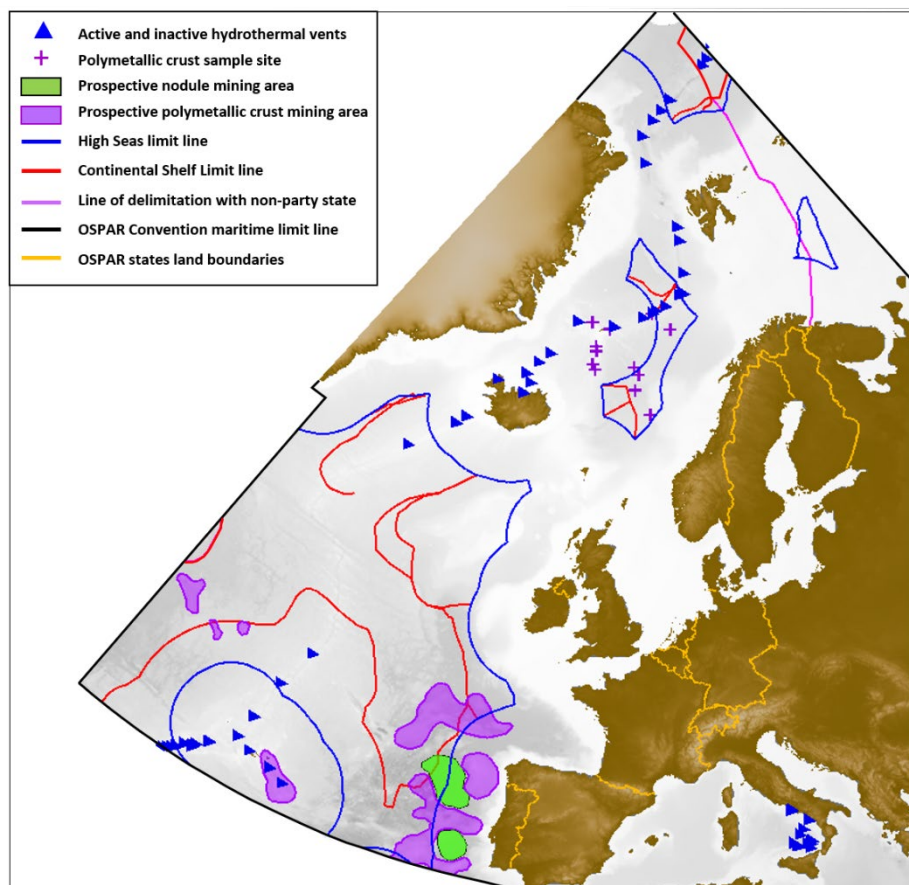 Active and inactive hydrothermal vents
Polymetallic crust sample site
Prospective nodule mining area
Prospective polymetallic crust mining area
High Seas limit line
Continental Shelf Limit line
Line of delimitation with non-party state
OSPAR Convention maritime limit line
OSPAR states land boundaries